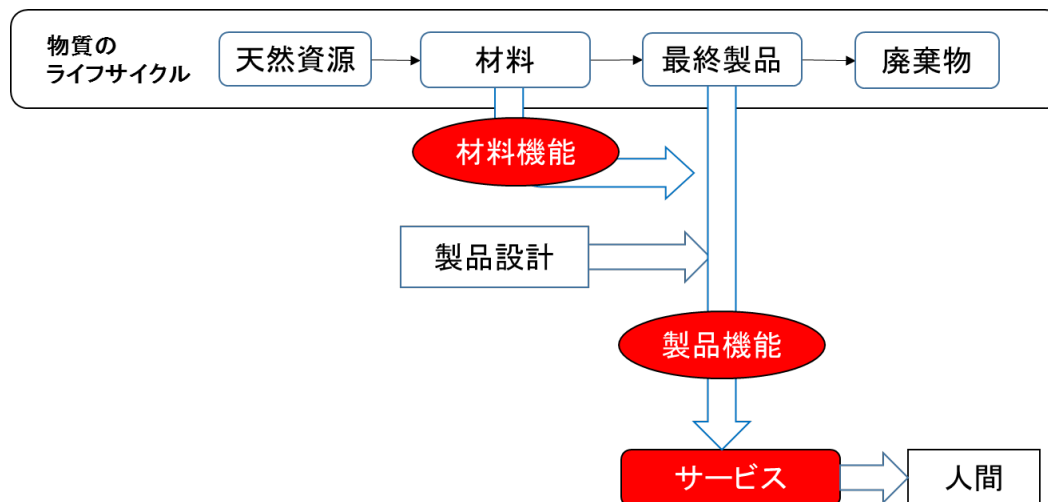 物質の
ライフサイクル
天然資源
材料
最終製品
廃棄物
材料機能
製品設計
製品機能
サービス
人間